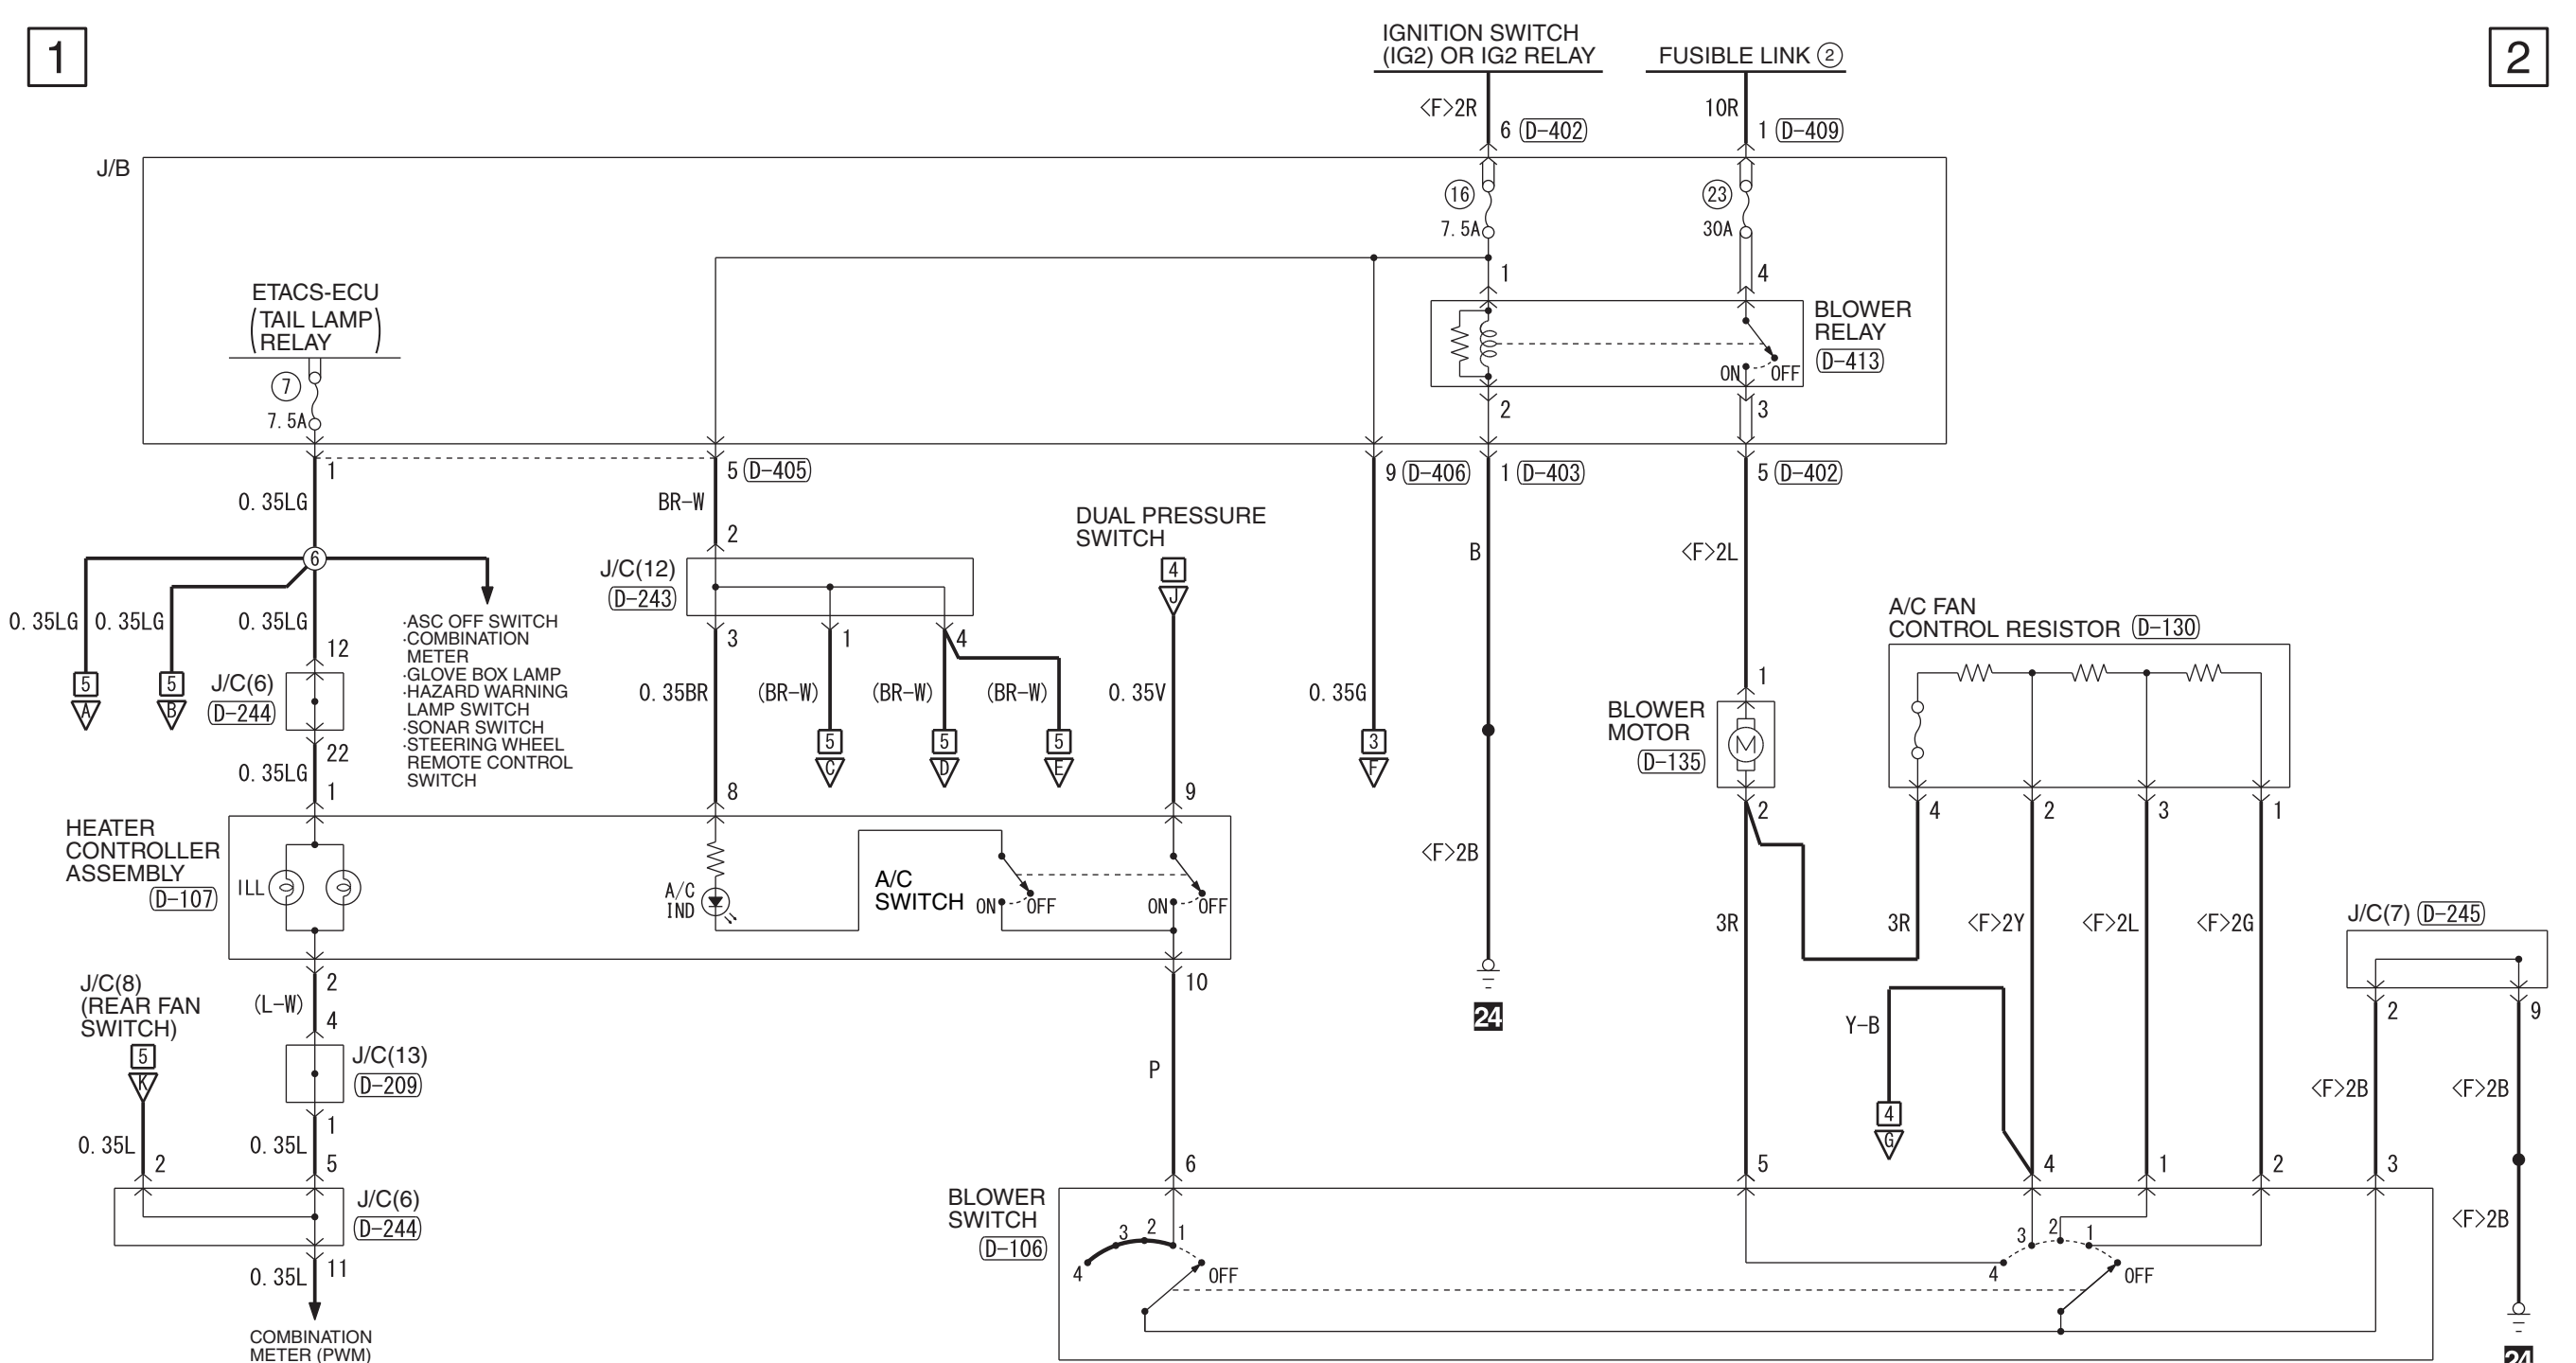 1
IGNITION SWITCH
(IG2) OR IG2 RELAY
FUSIBLE LINK ②
2
<F>2R
10R
6 (D-402)
1 (D-409)
J/B
16
7.5A
23
30A
1
4
ETACS-ECU
(TAIL LAMP)
RELAY
BLOWER
RELAY
(D-413)
ON OFF
7
7.5A
2
3
1
5 (D-405)
9 (D-406)
1 (D-403)
5 (D-402)
0.35LG
BR-W
2
DUAL PRESSURE
SWITCH
4
J
B
<F>2L
6
J/C(12)
(D-243)
0.35LG
0.35LG
0.35LG
12
·ASC OFF SWITCH
·COMBINATION
METER
·GLOVE BOX LAMP
·HAZARD WARNING
LAMP SWITCH
·SONAR SWITCH
·STEERING WHEEL
REMOTE CONTROL
SWITCH
3
1
4
A/C FAN
CONTROL RESISTOR (D-130)
5
A
5
B
J/C(6)
(D-244)
0.35BR
(BR-W)
(BR-W)
(BR-W)
0.35V
0.35G
1
22
0.35LG
5
C
5
D
5
E
3
F
BLOWER
MOTOR
(D-135)
M
1
8
9
2
4
2
3
1
HEATER
CONTROLLER
ASSEMBLY
(D-107)
ILL
A/C
IND
A/C
SWITCH
ON OFF
ON OFF
<F>2B
3R
3R
<F>2Y
<F>2L
<F>2G
J/C(7) (D-245)
2
10
24
2
9
J/C(8)
(REAR FAN
SWITCH)
5
K
(L-W)
4
J/C(13)
(D-209)
P
Y-B
4
G
<F>2B
<F>2B
1
0.35L
0.35L
2
5
6
5
4
1
2
3
J/C(6)
(D-244)
BLOWER
SWITCH
(D-106)
4
3
2
1
OFF
4
3
2
1
OFF
<F>2B
11
0.35L
COMBINATION
METER (PWM)
24